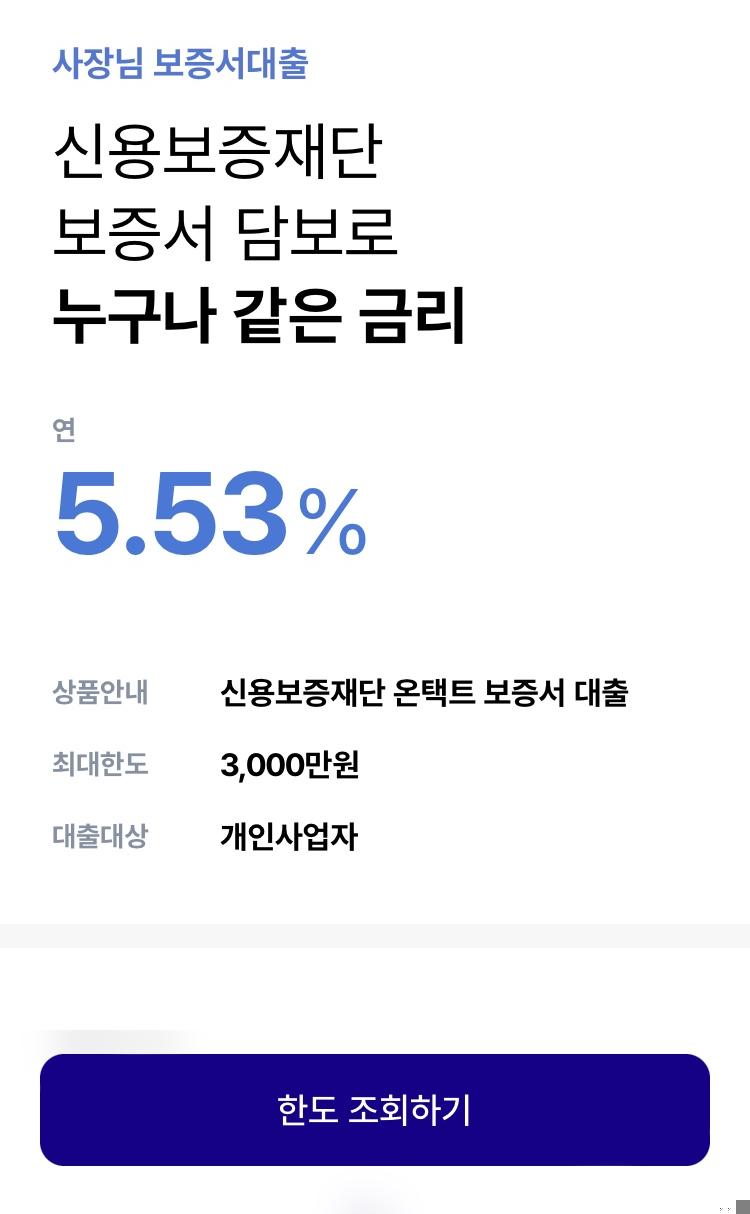 사장님 보증서대출
신용보증재단
보증서 담보로
누구나 같은 금리
연
5.53%
상품안내 신용보증재단 온택트 보증서 대출
최대한도 3,000만원
대출대상 개인사업자
한도 조회하기